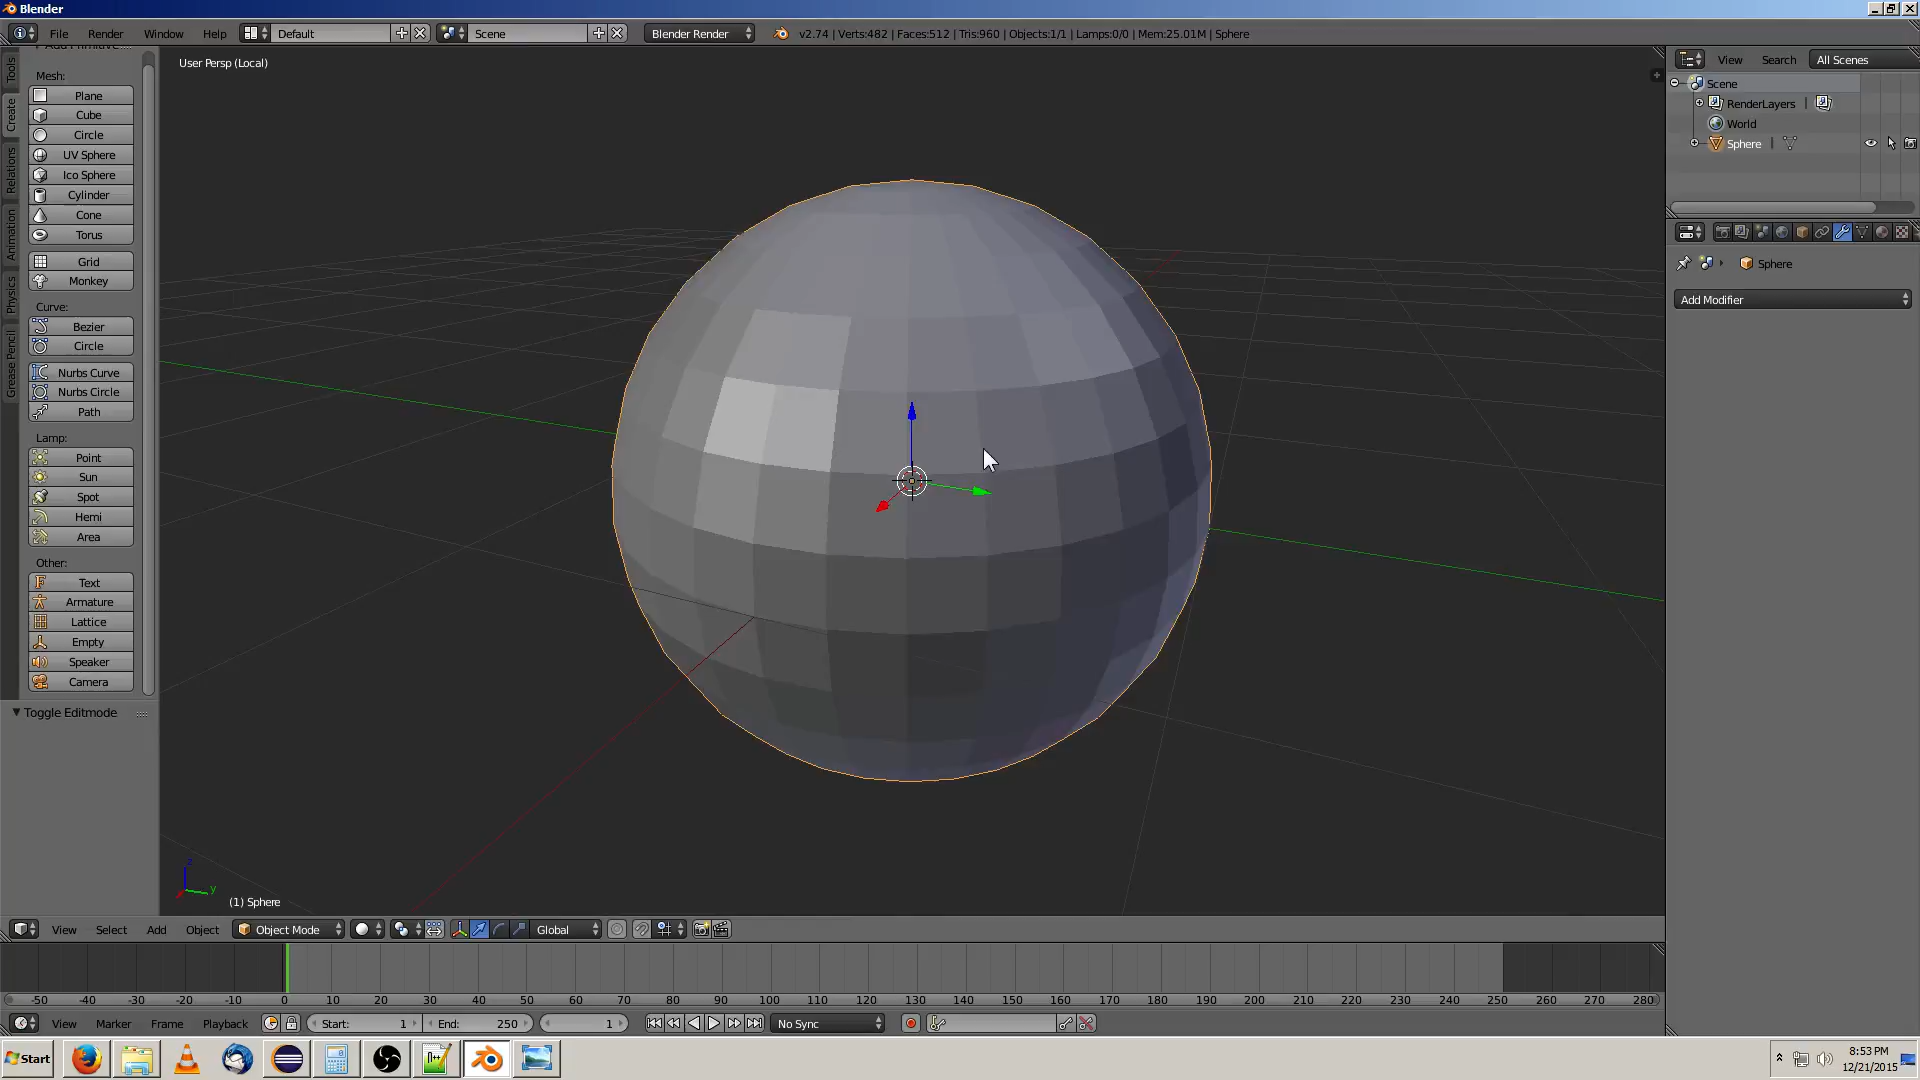 Blender
File Render Window Help Default Scene Blender Render v2.74 | Verts:482 | Faces:512 | Tris:960 | Objects:1/1 | Lamps:0/0 | Mem:25.01M | Sphere
User Persp (Local)
View Search All Scenes
Tools
Create
Relations
Animation
Physics
Grease Pencil
Add Primitive
Mesh:
Plane
Cube
Circle
UV Sphere
Ico Sphere
Cylinder
Cone
Torus
Grid
Monkey
Curve:
Bezier
Circle
Nurbs Curve
Nurbs Circle
Path
Lamp:
Point
Sun
Spot
Hemi
Area
Other:
Text
Armature
Lattice
Empty
Speaker
Camera
Toggle Editmode
Scene
RenderLayers |
World
Sphere |
Sphere
Add Modifier
z
y
(1) Sphere
View Select Add Object Object Mode Global
-50 -40 -30 -20 -10 0 10 20 30 40 50 60 70 80 90 100 110 120 130 140 150 160 170 180 190 200 210 220 230 240 250 260 270 280
View Marker Frame Playback Start: 1 End: 250 1 No Sync
Start
8:53 PM
12/21/2015